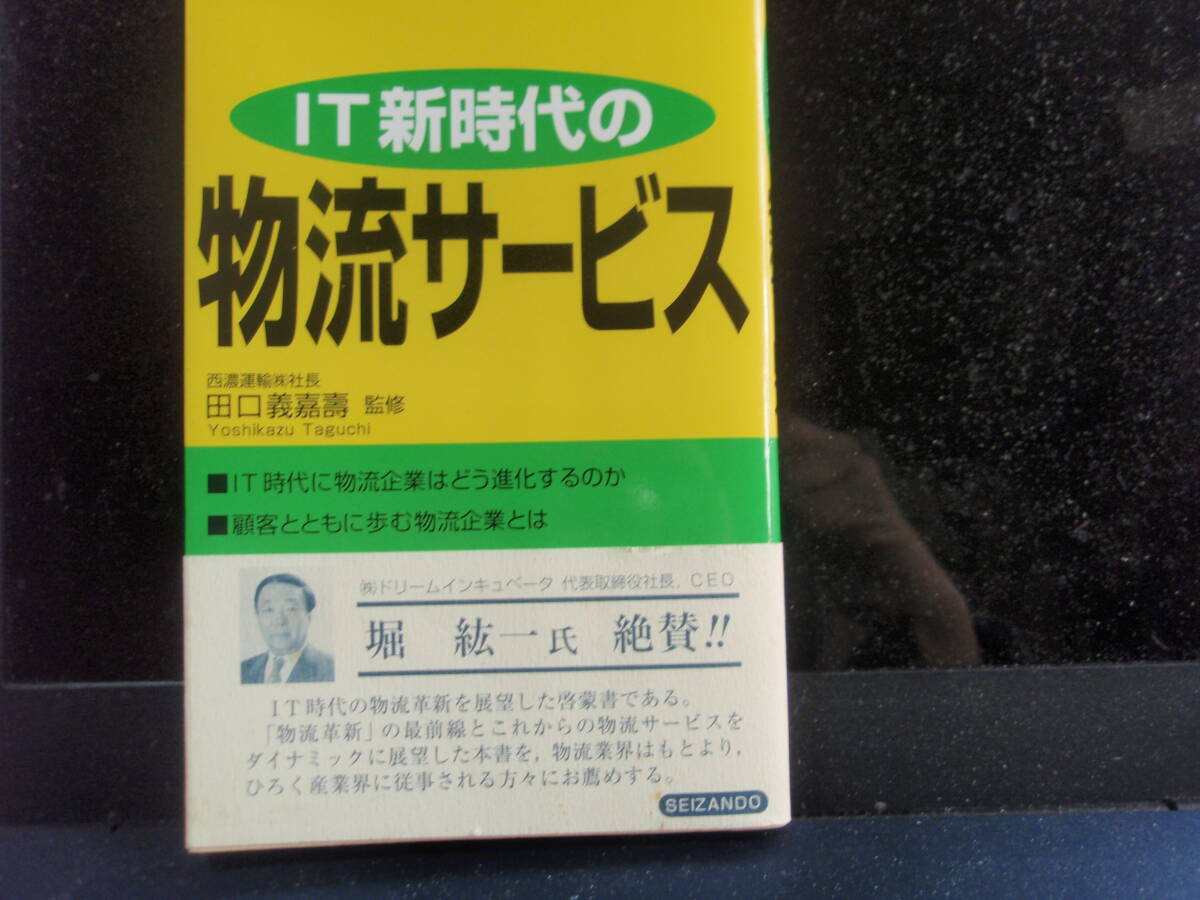 IT新時代の
物流サービス
西濃運輸㈱社長
田口義嘉壽 監修
Yoshikazu Taguchi
■IT時代に物流企業はどう進化するのか
■顧客とともに歩む物流企業とは
㈱ドリームインキュベータ 代表取締役社長, CEO
堀 紘一氏 絶賛!!
IT時代の物流革新を展望した啓蒙書である。
「物流革新」の最前線とこれからの物流サービスを
ダイナミックに展望した本書を, 物流業界はもとより,
ひろく産業界に従事される方々にお薦めする。
SEIZANDO